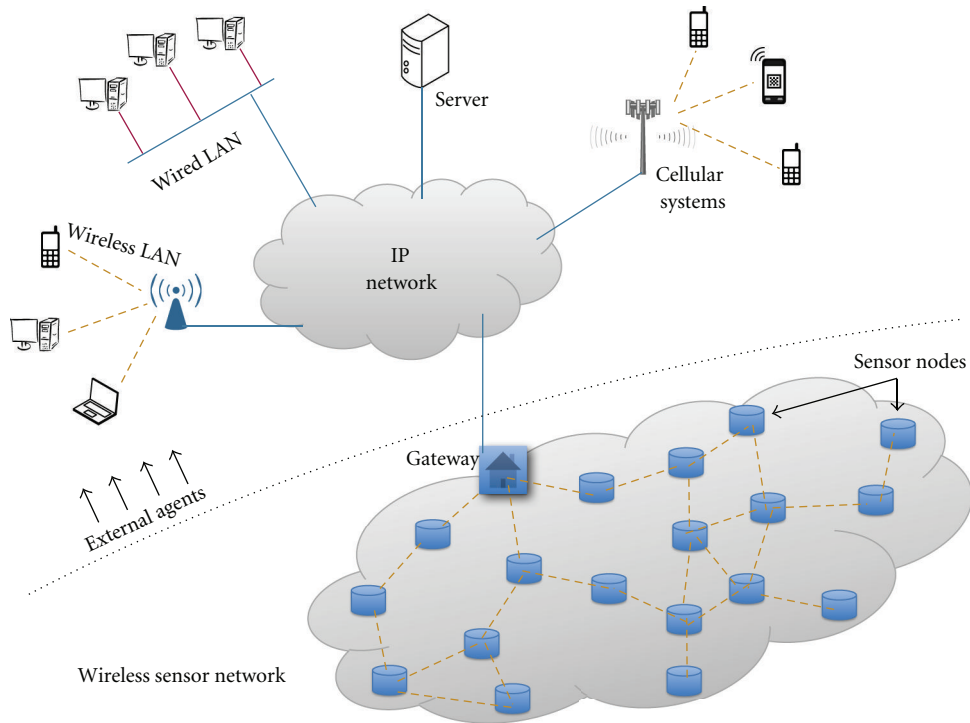 Server
Wired LAN
Cellular
systems
Wireless LAN
IP
network
Sensor nodes
Gateway
External agents
Wireless sensor network